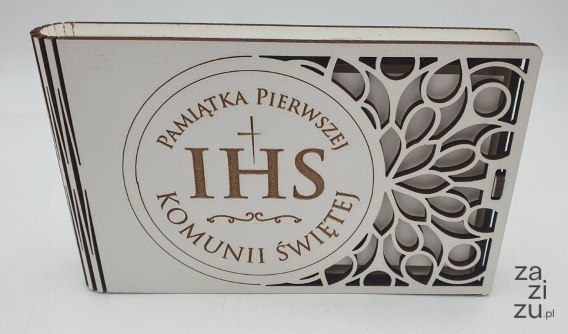 PAMIĄTKA PIERWSZEJ
IHS
KOMUNII ŚWIĘTEJ
za
zi
zu.pl